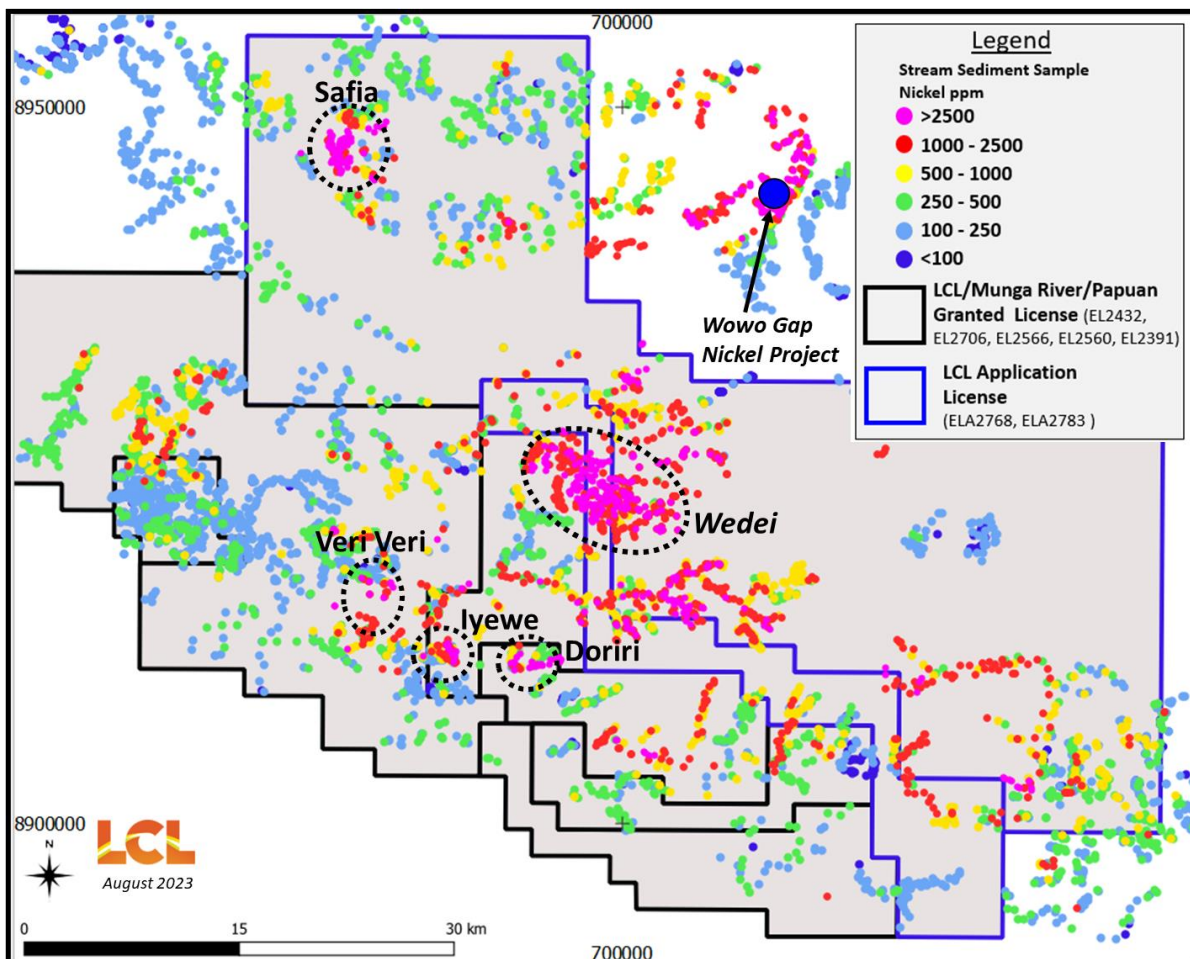 700000
8950000
Safia
Wowo Gap
Nickel Project
Legend
Stream Sediment Sample
Nickel ppm
>2500
1000 - 2500
500 - 1000
250 - 500
100 - 250
<100
LCL/Munga River/Papuan
Granted License (EL2432,
EL2706, EL2566, EL2560, EL2391)
LCL Application
License
(ELA2768, ELA2783 )
Wedei
Veri Veri
Iyewe
Doriri
8900000
LCL
N
August 2023
0 15 30 km
700000